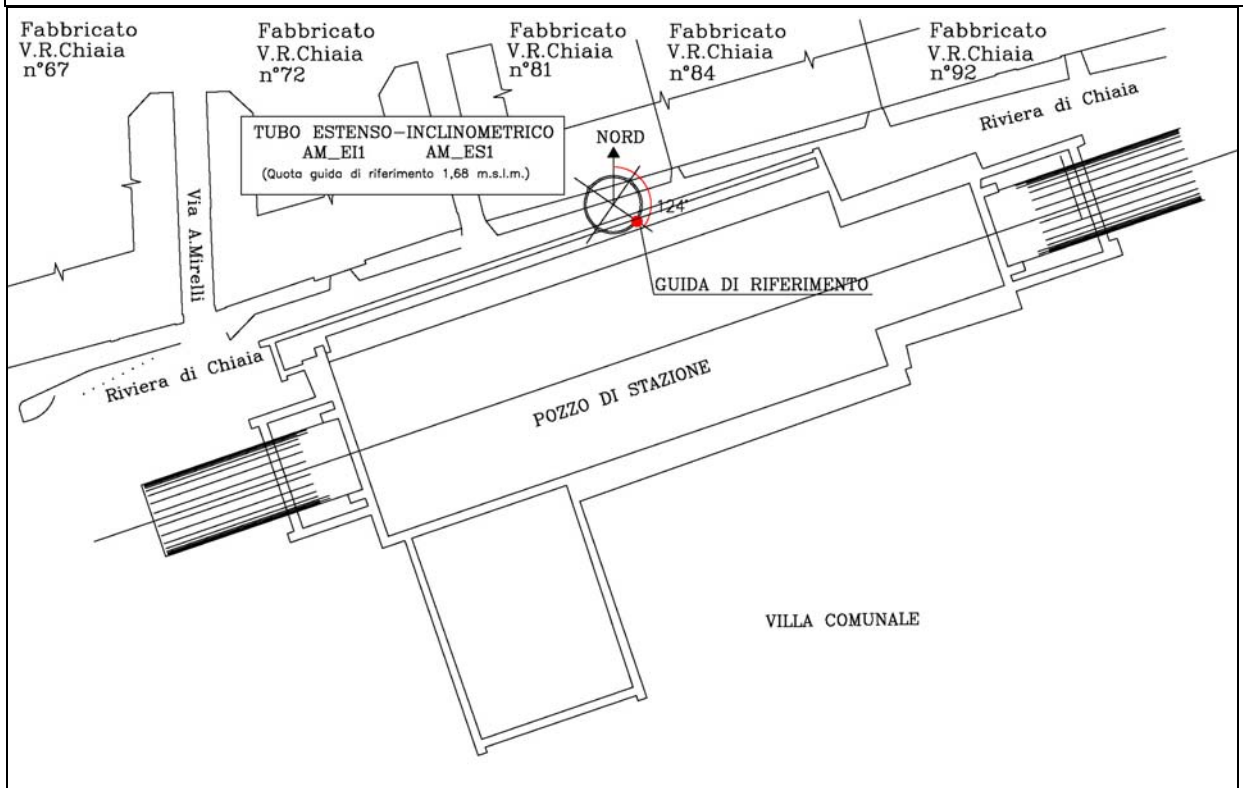 Fabbricato
V.R.Chiaia
n°67
Fabbricato
V.R.Chiaia
n°72
Fabbricato
V.R.Chiaia
n°81
Fabbricato
V.R.Chiaia
n°84
Fabbricato
V.R.Chiaia
n°92
TUBO ESTENSO-INCLINOMETRICO
AM_EI1 AM_ES1
(Quota guida di riferimento 1,68 m.s.l.m.)
NORD
124°
GUIDA DI RIFERIMENTO
Riviera di Chiaia
Via A.Mirelli
Riviera di Chiaia
POZZO DI STAZIONE
VILLA COMUNALE